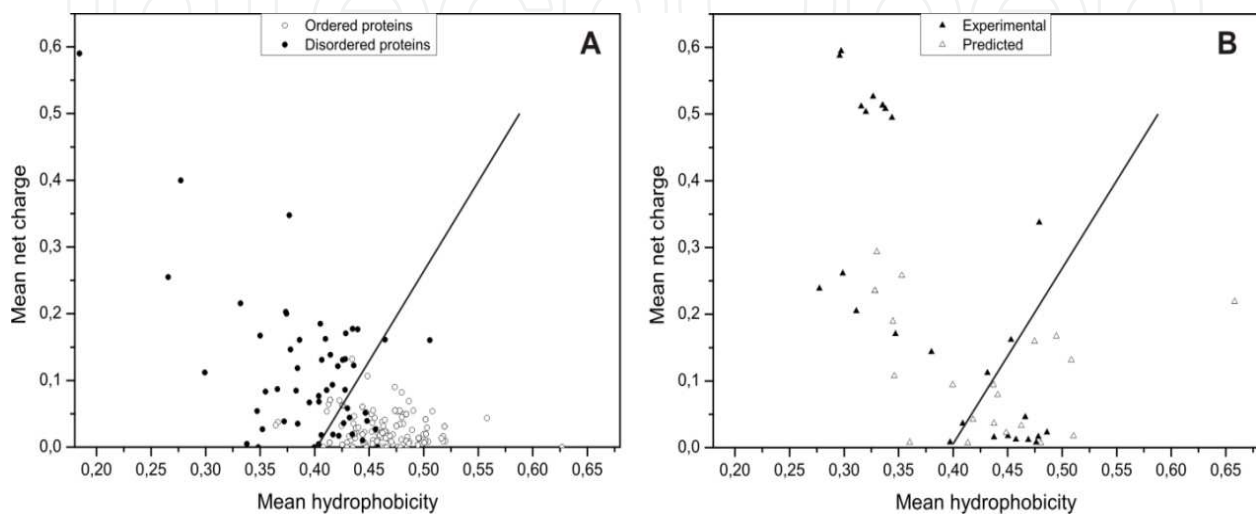 Ordered proteins
Disordered proteins
A
0,6
0,5
0,4
0,3
0,2
0,1
0,0
Mean net charge
0,20 0,25 0,30 0,35 0,40 0,45 0,50 0,55 0,60 0,65
Mean hydrophobicity
Experimental
Predicted
B
0,6
0,5
0,4
0,3
0,2
0,1
0,0
Mean net charge
0,20 0,25 0,30 0,35 0,40 0,45 0,50 0,55 0,60 0,65
Mean hydrophobicity